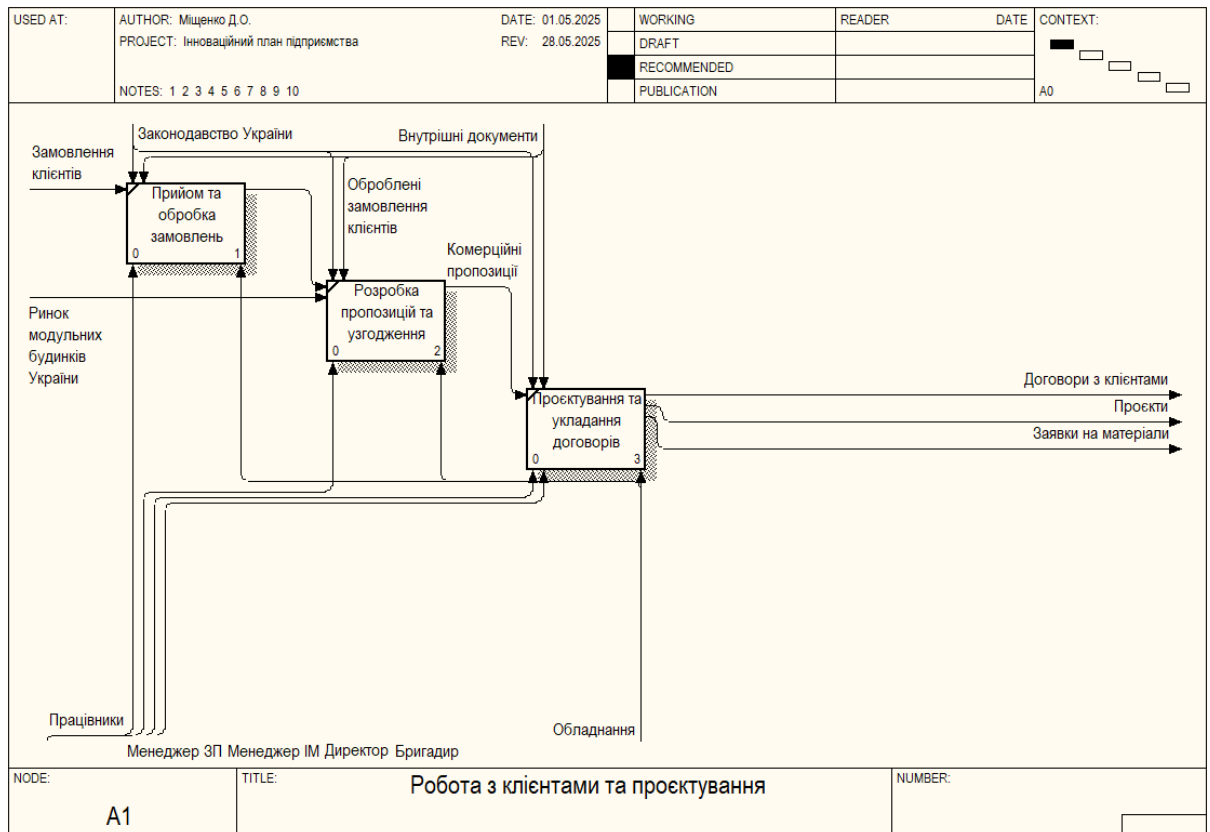 USED AT:
AUTHOR: Міщенко Д.О.
DATE: 01.05.2025
PROJECT: Інноваційний план підприємства
REV: 28.05.2025
NOTES: 1 2 3 4 5 6 7 8 9 10
WORKING
DRAFT
RECOMMENDED
PUBLICATION
READER
DATE
CONTEXT:
A0
Законодавство України
Внутрішні документи
Замовлення
клієнтів
Прийом та
обробка
замовлень
0
1
Оброблені
замовлення
клієнтів
Комерційні
пропозиції
Ринок
модульних
будинків
України
Розробка
пропозицій та
узгодження
0
2
Проєктування та
укладання
договорів
0
3
Договори з клієнтами
Проєкти
Заявки на матеріали
Працівники
Обладнання
Менеджер ЗП Менеджер ІМ Директор Бригадир
NODE:
A1
TITLE:
Робота з клієнтами та проєктування
NUMBER: